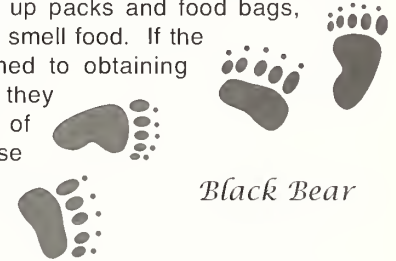 up packs and food bags,
smell food. If the
ned to obtaining
they
of
se
Black Bear